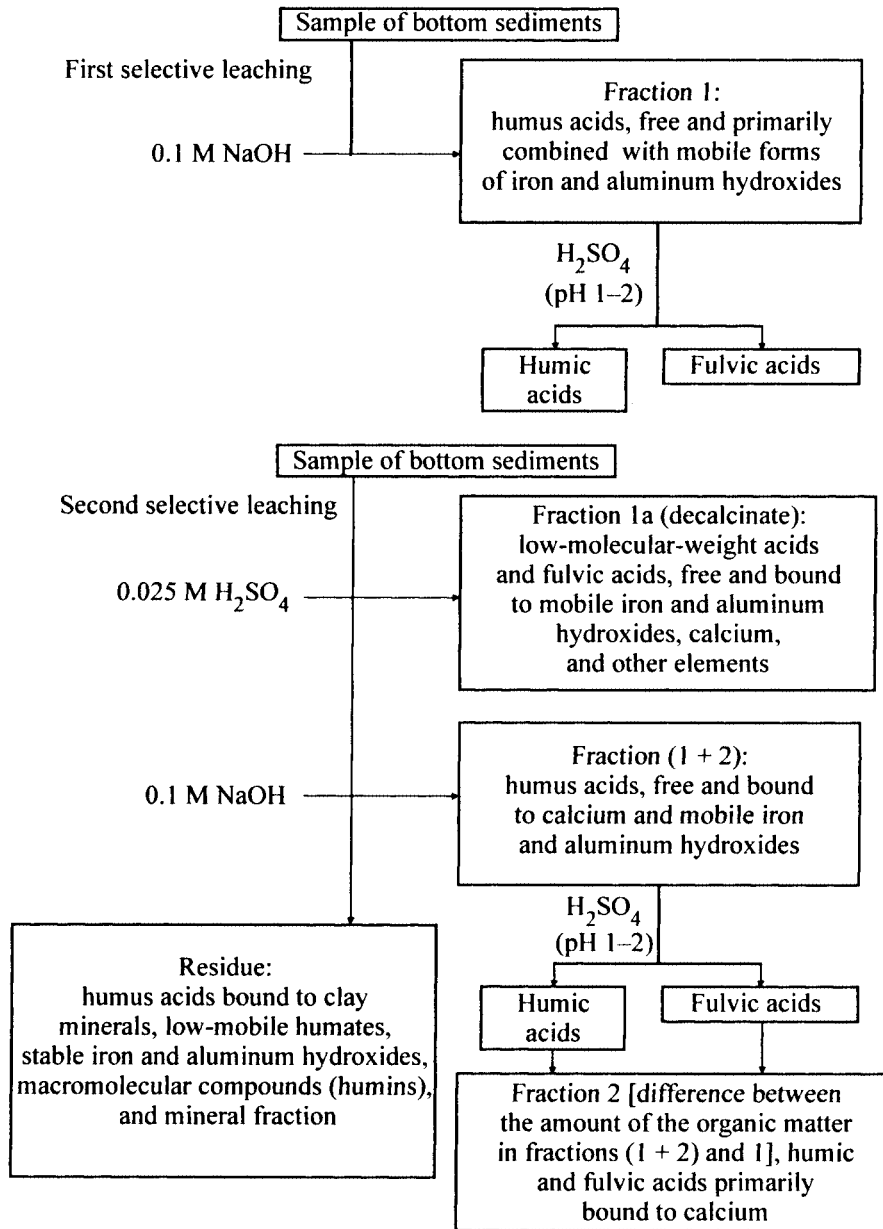 Sample of bottom sediments
First selective leaching
0.1 M NaOH
Fraction 1:
humus acids, free and primarily
combined with mobile forms
of iron and aluminum hydroxides
H₂SO₄
(pH 1–2)
Humic
acids
Fulvic acids
Sample of bottom sediments
Second selective leaching
0.025 M H₂SO₄
Fraction 1a (decalcinate):
low-molecular-weight acids
and fulvic acids, free and bound
to mobile iron and aluminum
hydroxides, calcium,
and other elements
0.1 M NaOH
Fraction (1 + 2):
humus acids, free and bound
to calcium and mobile iron
and aluminum hydroxides
H₂SO₄
(pH 1–2)
Humic
acids
Fulvic acids
Residue:
humus acids bound to clay
minerals, low-mobile humates,
stable iron and aluminum hydroxides,
macromolecular compounds (humins),
and mineral fraction
Fraction 2 [difference between
the amount of the organic matter
in fractions (1 + 2) and 1], humic
and fulvic acids primarily
bound to calcium